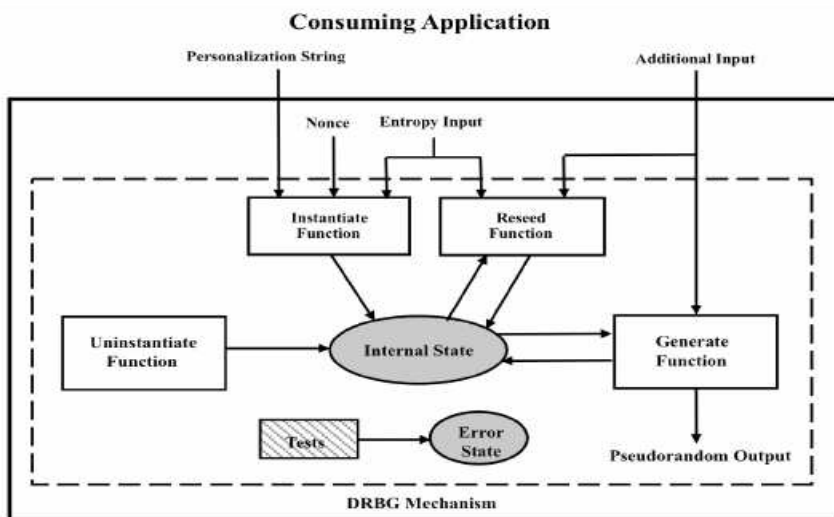 Consuming Application
Personalization String
Additional Input
Nonce
Entropy Input
Instantiate
Function
Reseed
Function
Uninstantiate
Function
Internal State
Generate
Function
Tests
Error
State
Pseudorandom Output
DRBG Mechanism